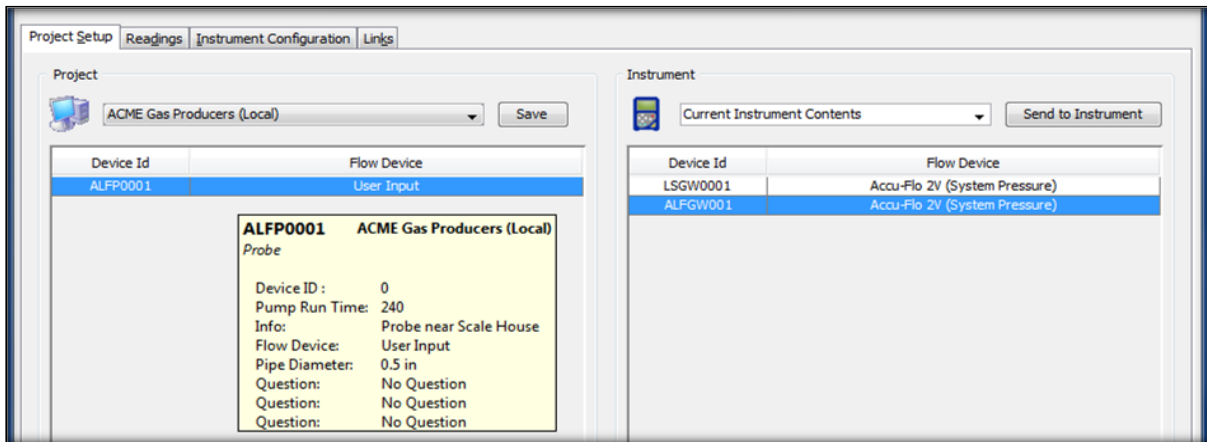 Project Setup Readings Instrument Configuration Links
Project
ACME Gas Producers (Local) Save
Device Id Flow Device
ALFP0001 User Input
ALFP0001 ACME Gas Producers (Local)
Probe
Device ID : 0
Pump Run Time: 240
Info: Probe near Scale House
Flow Device: User Input
Pipe Diameter: 0.5 in
Question: No Question
Question: No Question
Question: No Question
Instrument
Current Instrument Contents Send to Instrument
Device Id Flow Device
LSGW0001 Accu-Flo 2V (System Pressure)
ALFGW001 Accu-Flo 2V (System Pressure)